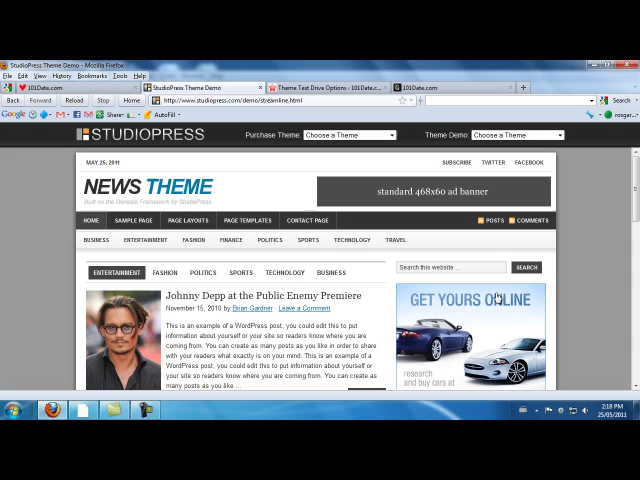 StudioPress Theme Demo - Mozilla Firefox
File Edit View History Bookmarks Tools Help
101Date.com
StudioPress Theme Demo
Theme Test Drive Options ‹ 101Date.c...
101Date.com
Back Forward Reload Stop Home
http://www.studiopress.com/demo/streamline.html
Search
Google
Share
AutoFill
rosgar...
STUDIOPRESS
Purchase Theme: Choose a Theme
Theme Demo: Choose a Theme
MAY 25, 2011
SUBSCRIBE TWITTER FACEBOOK
NEWS THEME
Built on the Genesis Framework by StudioPress
standard 468x60 ad banner
HOME SAMPLE PAGE PAGE LAYOUTS PAGE TEMPLATES CONTACT PAGE
POSTS COMMENTS
BUSINESS ENTERTAINMENT FASHION FINANCE POLITICS SPORTS TECHNOLOGY TRAVEL
ENTERTAINMENT FASHION POLITICS SPORTS TECHNOLOGY BUSINESS
Search this website ...
SEARCH
Johnny Depp at the Public Enemy Premiere
November 15, 2010 by Brian Gardner · Leave a Comment
This is an example of a WordPress post, you could edit this to put
information about yourself or your site so readers know where you
are coming from. You can create as many posts as you like in order to share
with your readers what exactly is on your mind. This is an example of a
WordPress post, you could edit this to put information about yourself or
your site so readers know where you are coming from. You can create as
many posts as you like ...
GET YOURS ONLINE
research
and buy cars at
2:18 PM
25/05/2011